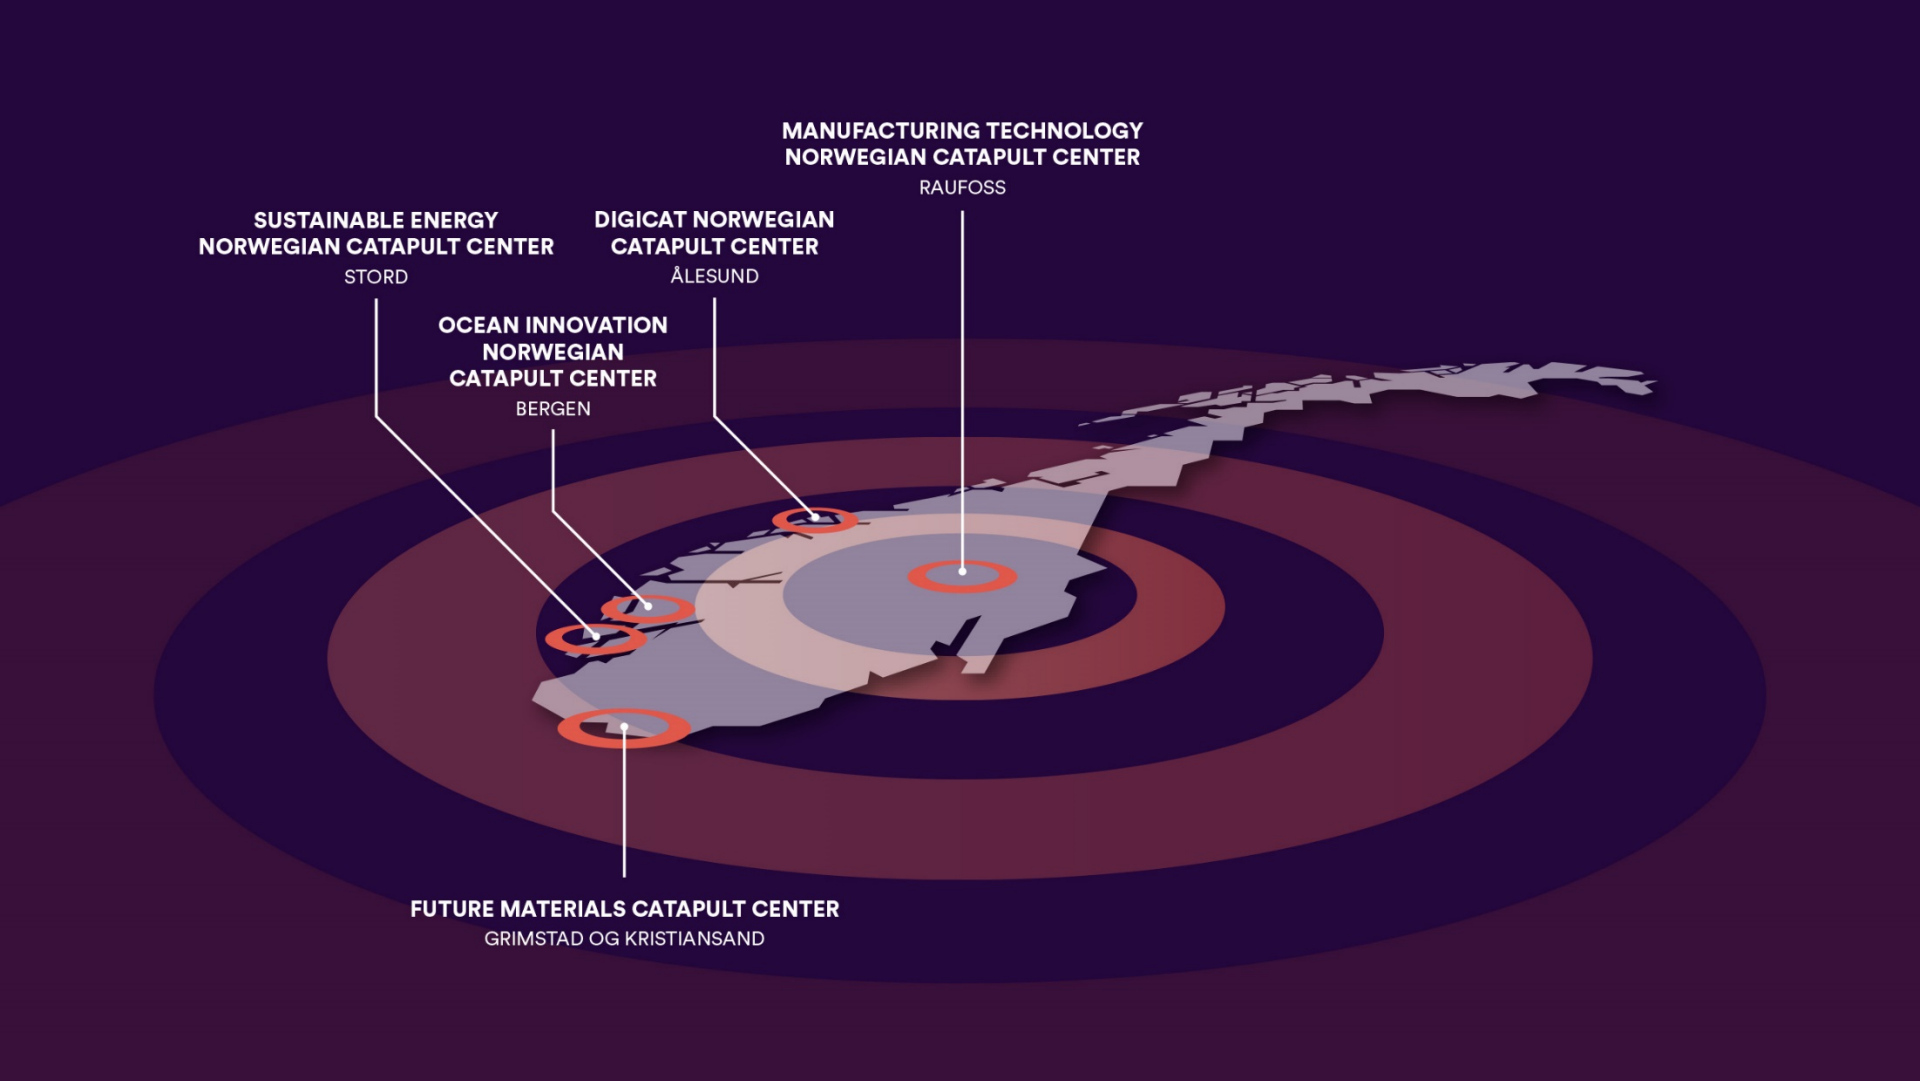 MANUFACTURING TECHNOLOGY
NORWEGIAN CATAPULT CENTER
RAUFOSS
SUSTAINABLE ENERGY
NORWEGIAN CATAPULT CENTER
STORD
DIGICAT NORWEGIAN
CATAPULT CENTER
ÅLESUND
OCEAN INNOVATION
NORWEGIAN
CATAPULT CENTER
BERGEN
FUTURE MATERIALS CATAPULT CENTER
GRIMSTAD OG KRISTIANSAND